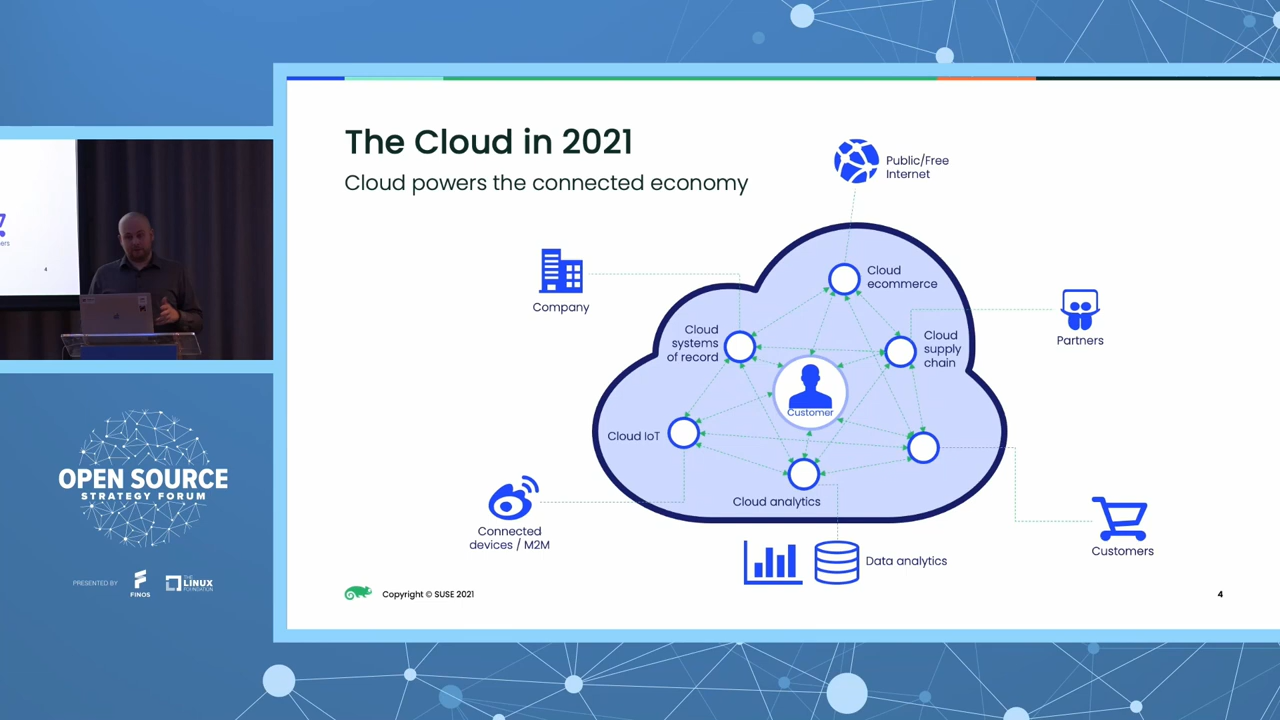 The Cloud in 2021
Cloud powers the connected economy
Public/Free
Internet
Company
Cloud
ecommerce
Partners
Cloud
systems
of record
Cloud
supply
chain
Customer
Cloud IoT
Cloud analytics
Connected
devices / M2M
Data analytics
Customers
Copyright © SUSE 2021
4
ers
4
OPEN SOURCE
STRATEGY FORUM
PRESENTED BY
FINOS
THE
LINUX
FOUNDATION